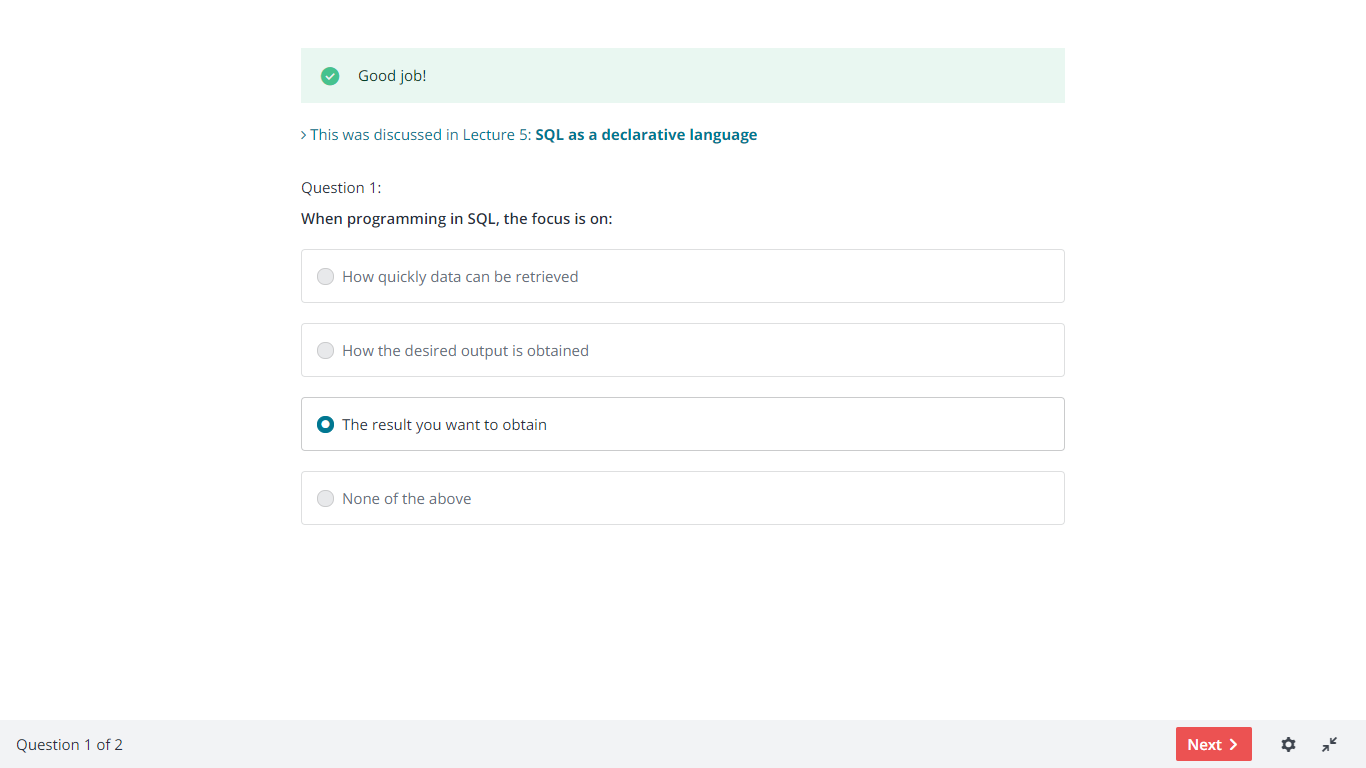 Good job!
This was discussed in Lecture 5: SQL as a declarative language
Question 1:
When programming in SQL, the focus is on:
How quickly data can be retrieved
How the desired output is obtained
The result you want to obtain
None of the above
Question 1 of 2
Next